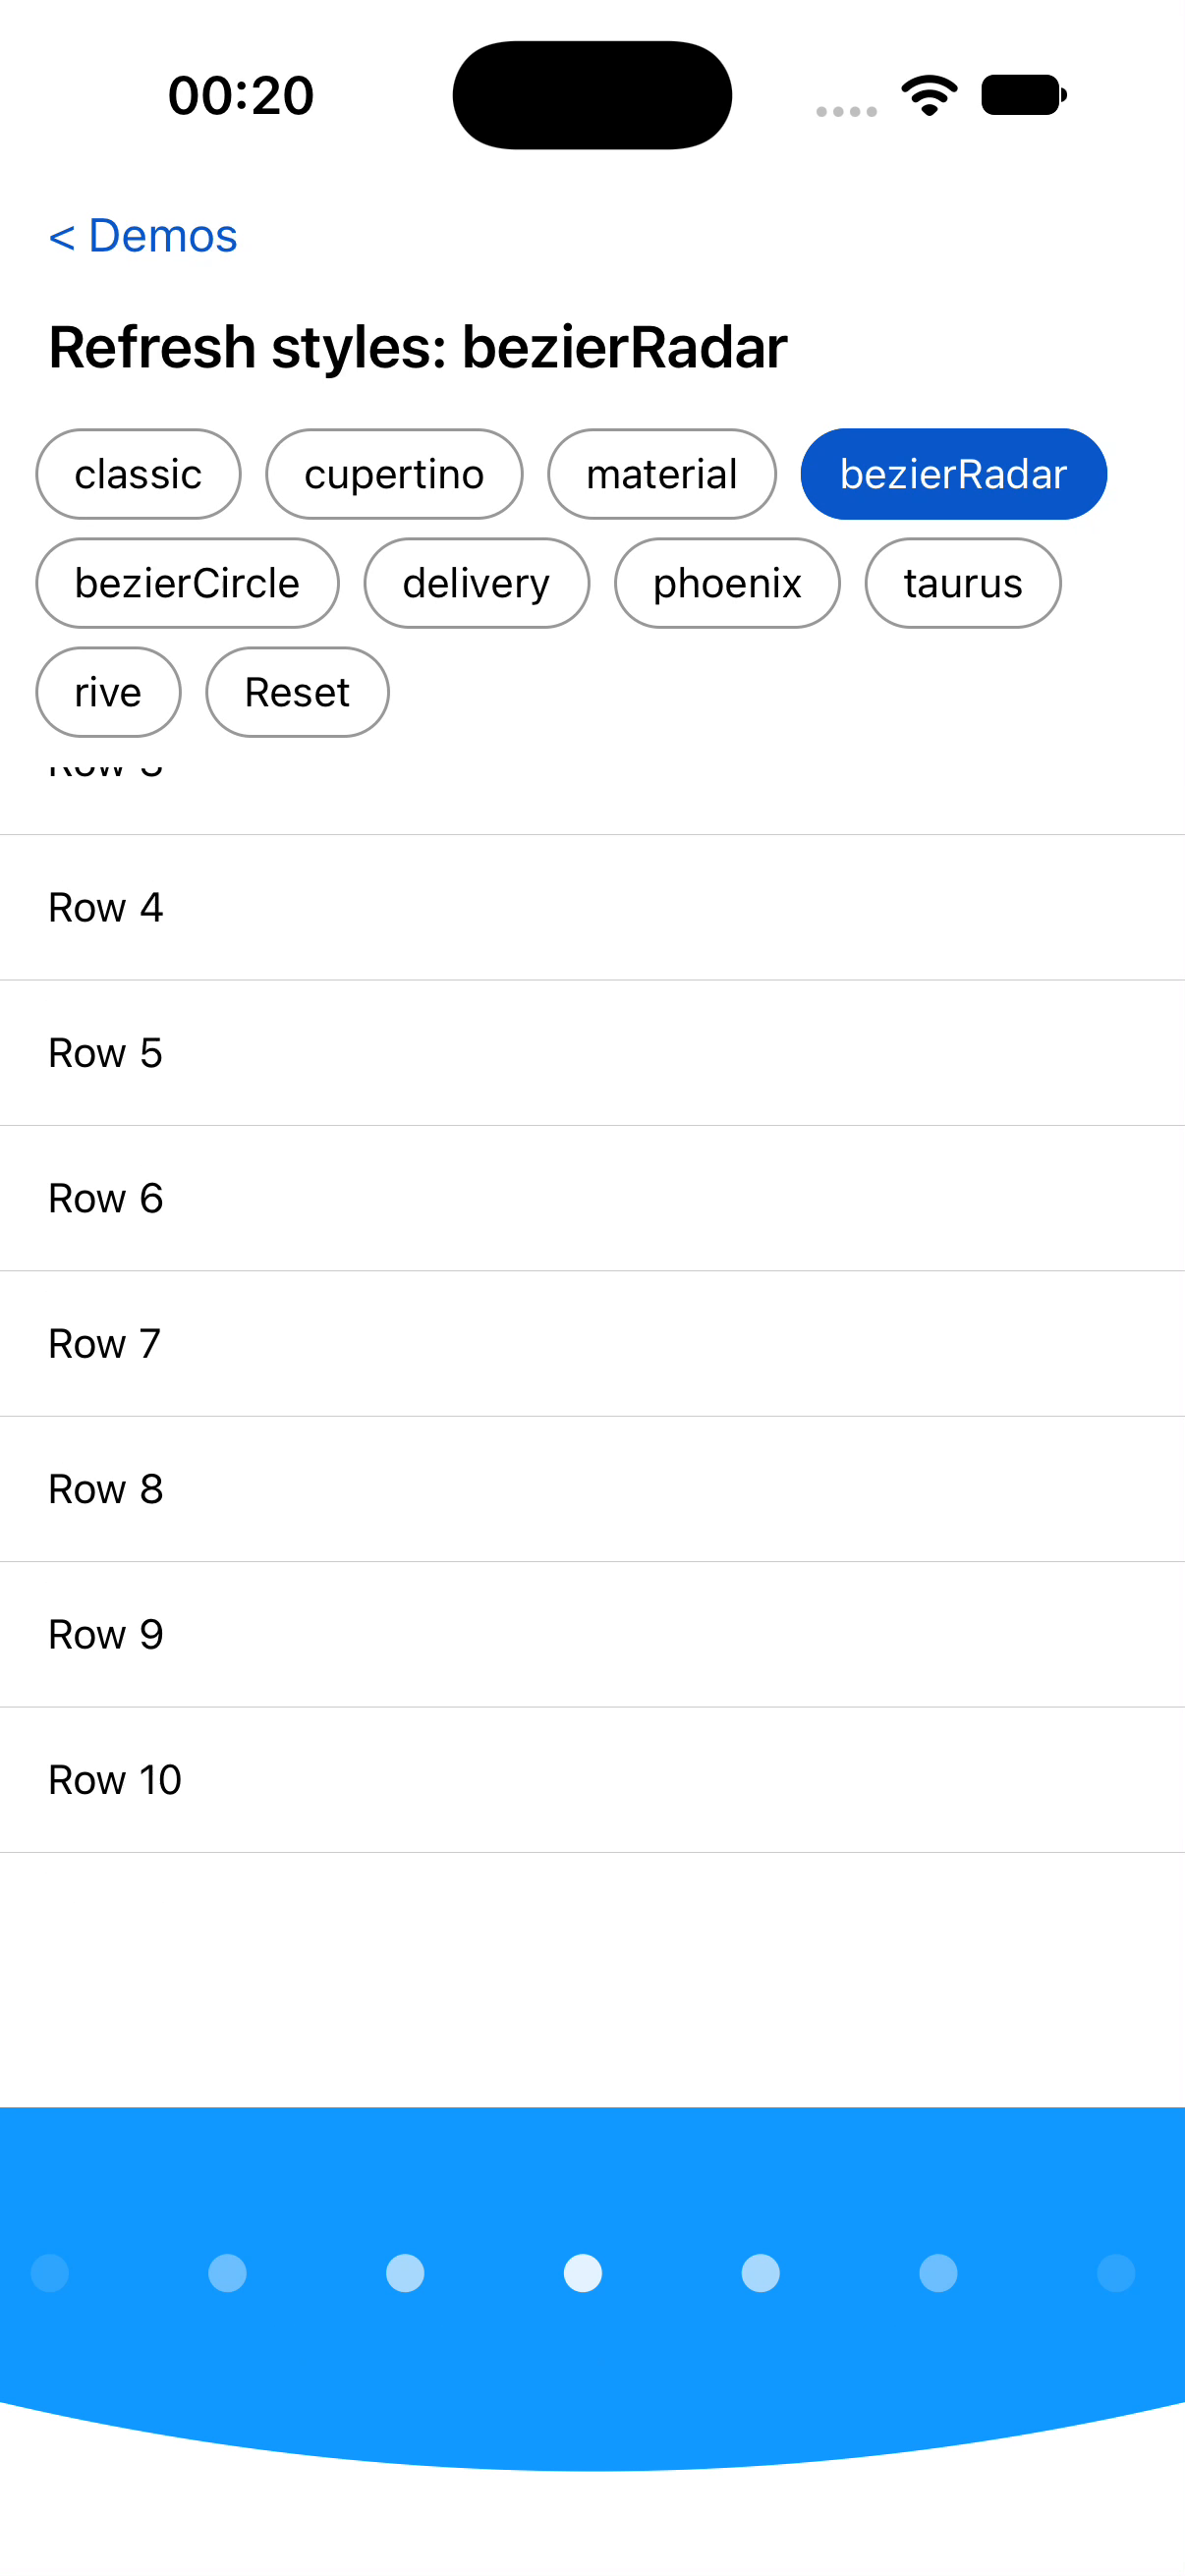 00:20
< Demos
Refresh styles: bezierRadar
classic cupertino material bezierRadar
bezierCircle delivery phoenix taurus
rive Reset
Row 4
Row 5
Row 6
Row 7
Row 8
Row 9
Row 10